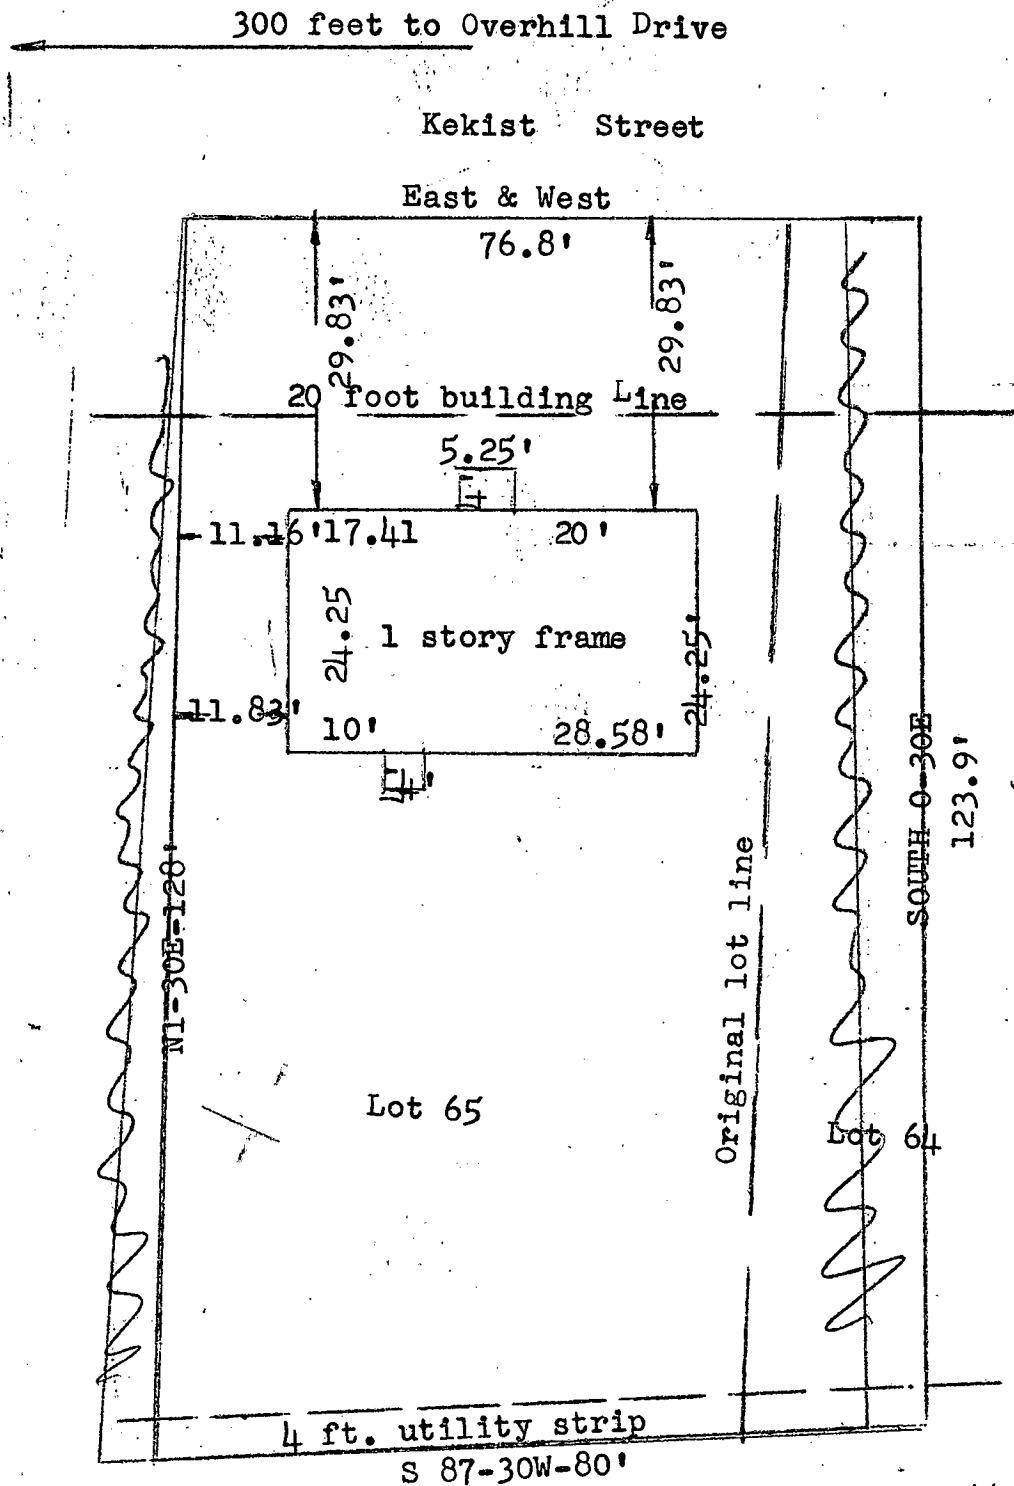 300 feet to Overhill Drive
Kekist Street
East & West
76.8'
29.83'
29.83'
20 foot building Line
5.25'
4'
11.16'
17.41
20'
24.25
1 story frame
24.25'
11.83'
10'
28.58'
4'
4'
SOUTH 0-30E
123.9'
N1-30E-128'
Original lot line
Lot 65
Lot 64
4 ft. utility strip
S 87-30W-80'